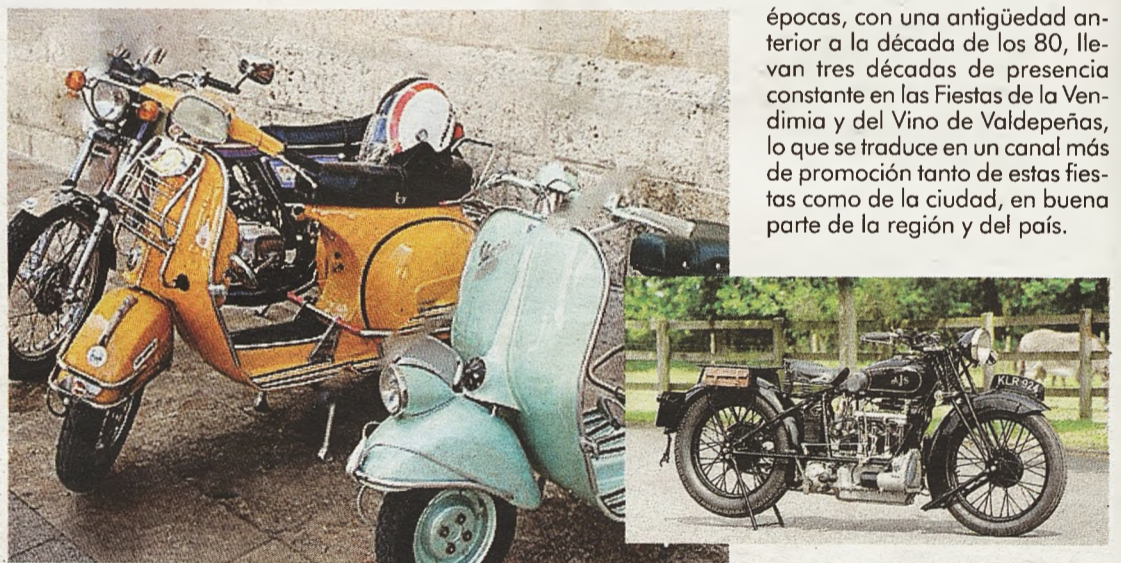 épocas, con una antigüedad an-
terior a la década de los 80, lle-
van tres décadas de presencia
constante en las Fiestas de la Ven-
dimia y del Vino de Valdepeñas,
lo que se traduce en un canal más
de promoción tanto de estas fies-
tas como de la ciudad, en buena
parte de la región y del país.
Vespa
AJS
KLR 924